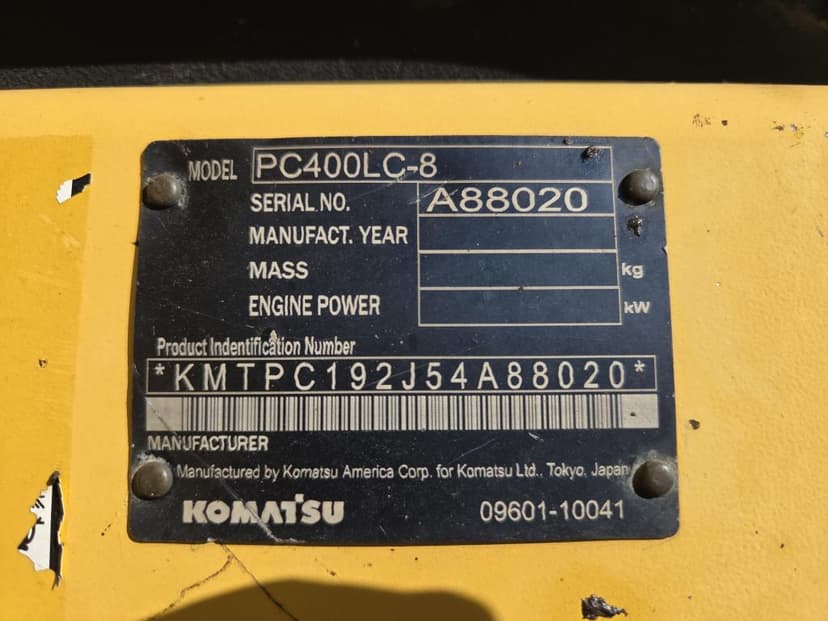 MODEL PC400LC-8
SERIAL NO. A88020
MANUFACT. YEAR
MASS kg
ENGINE POWER kW
Product Indentification Number
*KMTPC192J54A88020*
MANUFACTURER
Manufactured by Komatsu America Corp. for Komatsu Ltd., Tokyo, Japan
KOMATSU 09601-10041